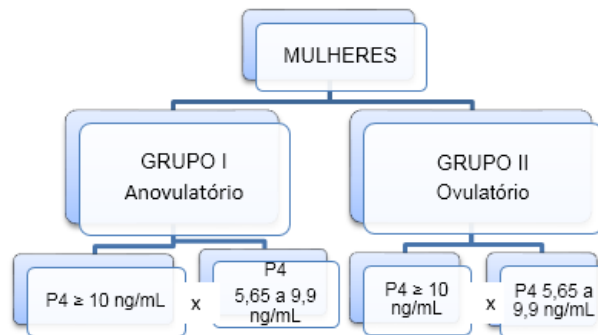 MULHERES
GRUPO I
Anovulatório
GRUPO II
Ovulatório
P4 ≥ 10 ng/mL
x
P4
5,65 a 9,9
ng/mL
P4 ≥ 10
ng/mL
x
P4 5,65 a
9,9 ng/mL